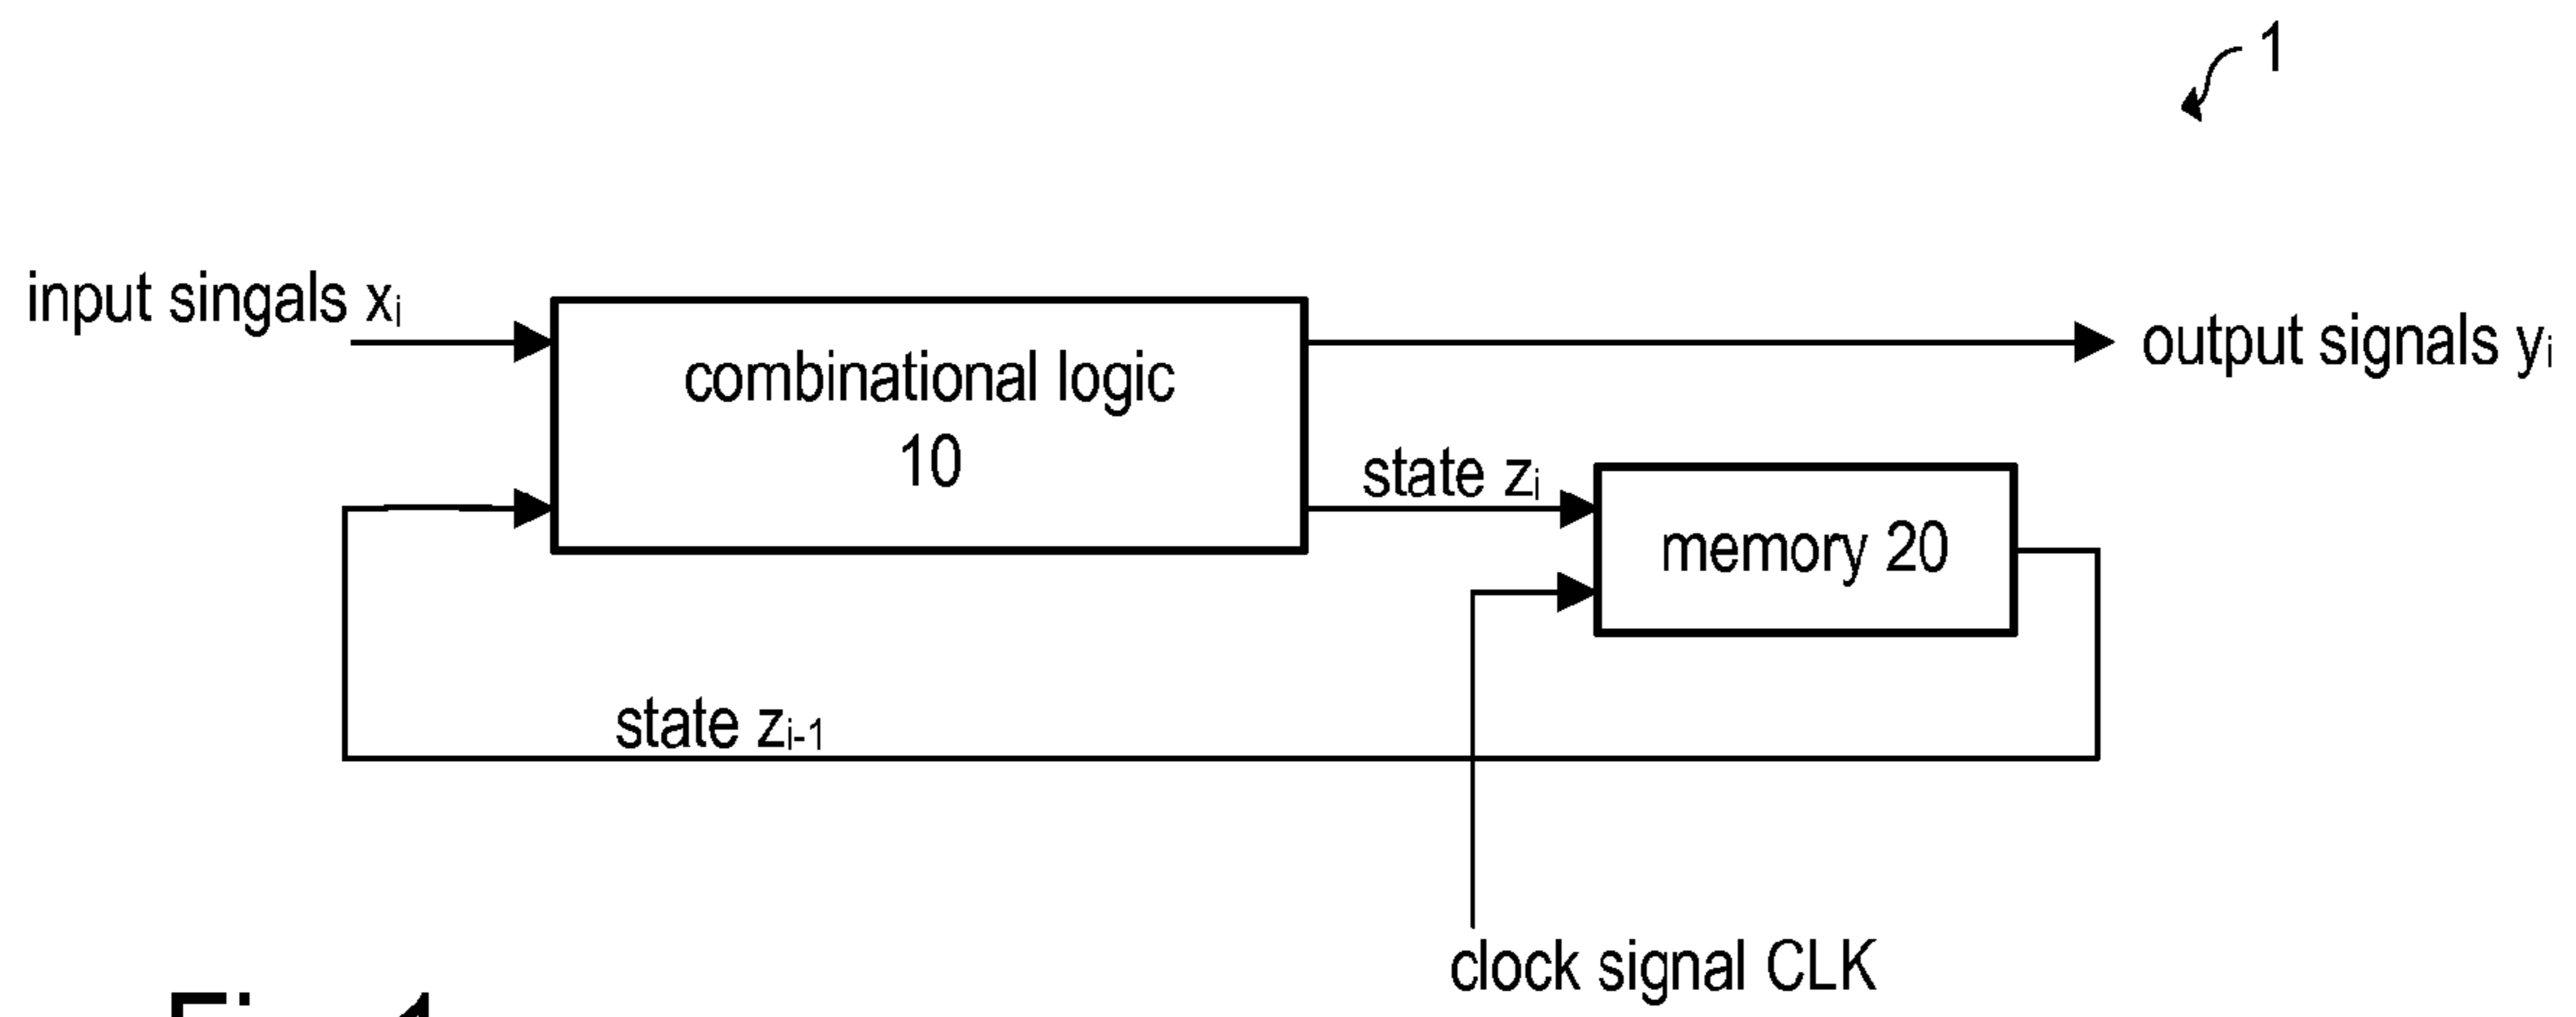 1
input singals xi
combinational logic
10
output signals yi
state zi
memory 20
state zi-1
clock signal CLK